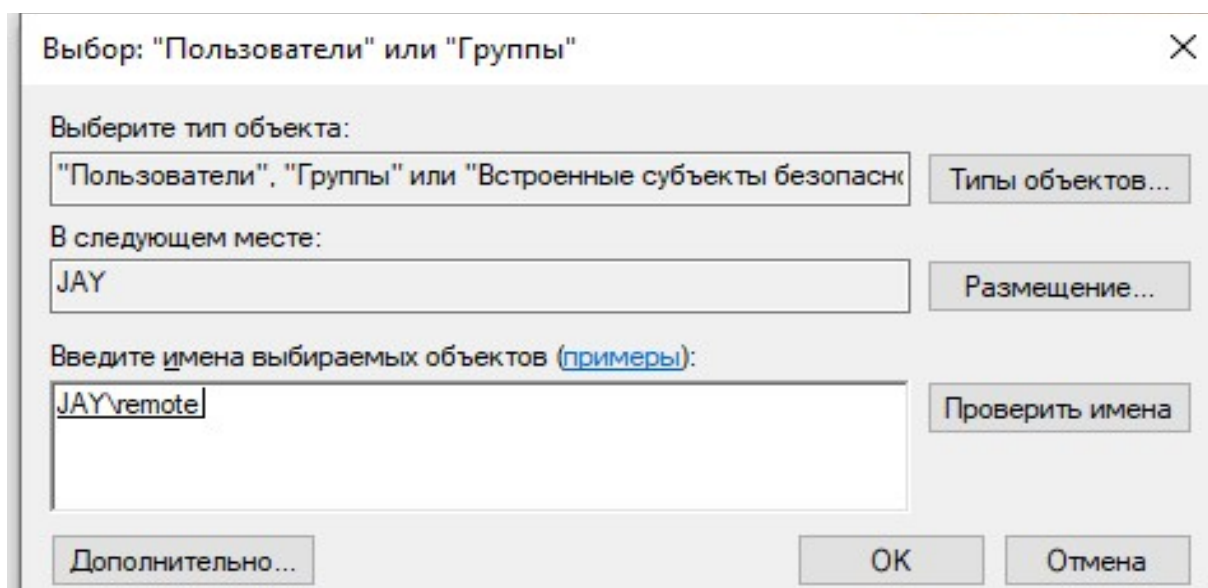 Выбор: "Пользователи" или "Группы"
Выберите тип объекта:
"Пользователи", "Группы" или "Встроенные субъекты безопасно
Типы объектов...
В следующем месте:
JAY
Размещение...
Введите имена выбираемых объектов (примеры):
JAY\remote
Проверить имена
Дополнительно...
OK
Отмена